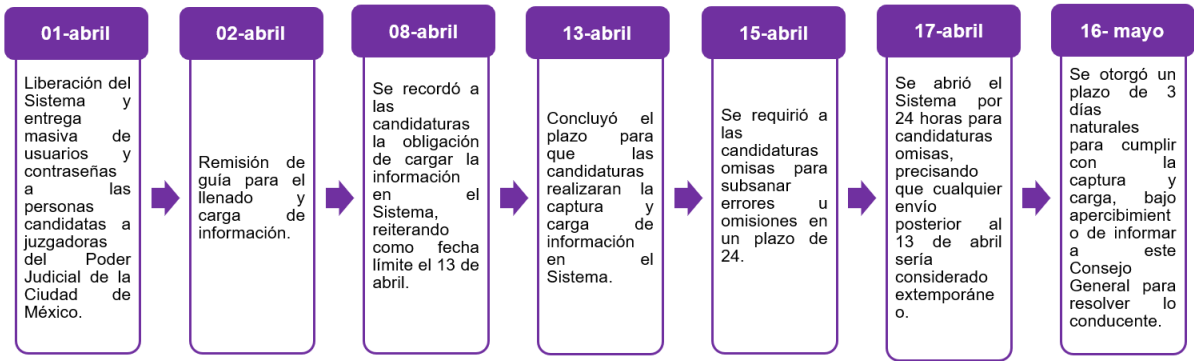 01-abril
Liberación del
Sistema y
entrega
masiva de
usuarios y
contraseñas
a las
personas
candidatas a
juzgadoras
del Poder
Judicial de la
Ciudad de
México.
02-abril
Remisión de
guía para el
llenado y
carga de
información.
08-abril
Se recordó a
las
candidaturas
la obligación
de cargar la
información
en el
Sistema,
reiterando
como fecha
límite el 13 de
abril.
13-abril
Concluyó el
plazo para
que las
candidaturas
realizaran la
captura y
carga de
información
en el
Sistema.
15-abril
Se requirió a
las
candidaturas
omisas para
subsanar
errores u
omisiones en
un plazo de
24.
17-abril
Se abrió el
Sistema por
24 horas para
candidaturas
omisas,
precisando
que cualquier
envío
posterior al
13 de abril
sería
considerado
extemporáne
o.
16- mayo
Se otorgó un
plazo de 3
días
naturales
para cumplir
con la
captura y
carga, bajo
apercibimient
o de informar
a este
Consejo
General para
resolver lo
conducente.